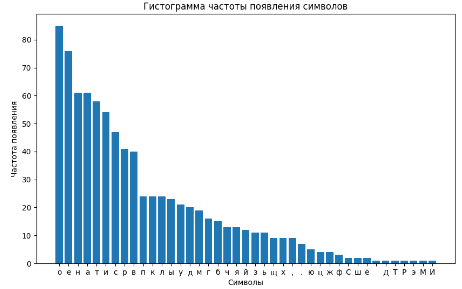 Гистограмма частоты появления символов
Частота появления
80
70
60
50
40
30
20
10
0
о е н а т и с р в п к л ы у д м г б ч я й з ь щ х , . ю ц ж ф С ш ё Д Т Р э М И
Символы